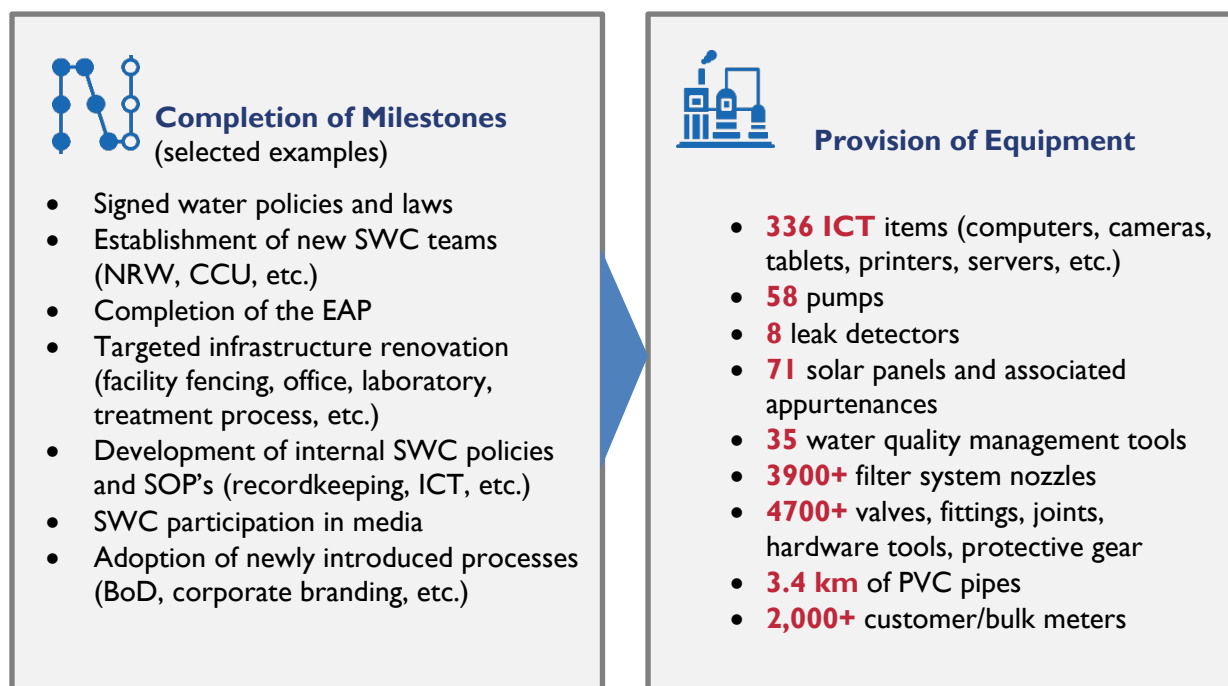 Completion of Milestones
(selected examples)
• Signed water policies and laws
• Establishment of new SWC teams
(NRW, CCU, etc.)
• Completion of the EAP
• Targeted infrastructure renovation
(facility fencing, office, laboratory,
treatment process, etc.)
• Development of internal SWC policies
and SOP's (recordkeeping, ICT, etc.)
• SWC participation in media
• Adoption of newly introduced processes
(BoD, corporate branding, etc.)
Provision of Equipment
• 336 ICT items (computers, cameras,
tablets, printers, servers, etc.)
• 58 pumps
• 8 leak detectors
• 71 solar panels and associated
appurtenances
• 35 water quality management tools
• 3900+ filter system nozzles
• 4700+ valves, fittings, joints,
hardware tools, protective gear
• 3.4 km of PVC pipes
• 2,000+ customer/bulk meters